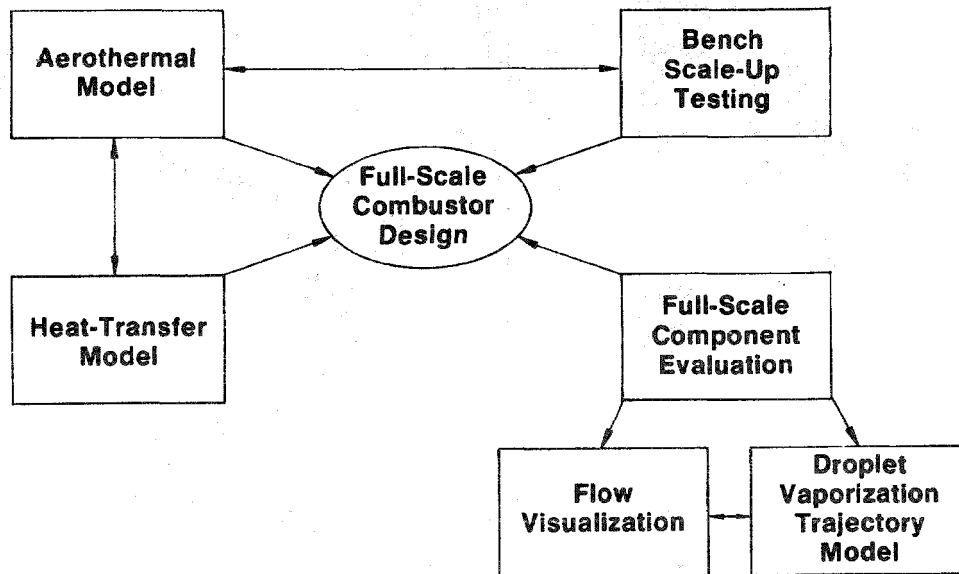 Aerothermal
Model
Bench
Scale-Up
Testing
Full-Scale
Combustor
Design
Heat-Transfer
Model
Full-Scale
Component
Evaluation
Flow
Visualization
Droplet
Vaporization
Trajectory
Model